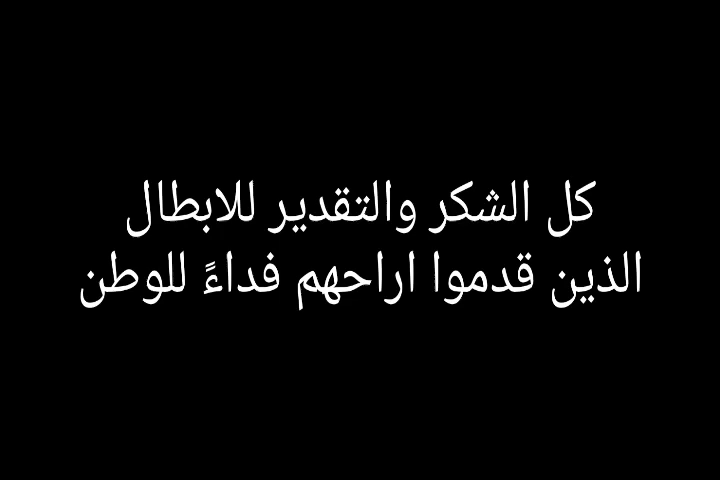 كل الشكر والتقدير للابطال
الذين قدموا اراحهم فداءً للوطن